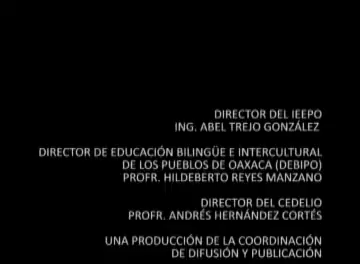 DIRECTOR DEL IEEPO
ING. ABEL TREJO GONZÁLEZ
DIRECTOR DE EDUCACIÓN BILINGÜE E INTERCULTURAL
DE LOS PUEBLOS DE OAXACA (DEBIPO)
PROFR. HILDEBERTO REYES MANZANO
DIRECTOR DEL CEDELIO
PROFR. ANDRÉS HERNÁNDEZ CORTÉS
UNA PRODUCCIÓN DE LA COORDINACIÓN
DE DIFUSIÓN Y PUBLICACIÓN